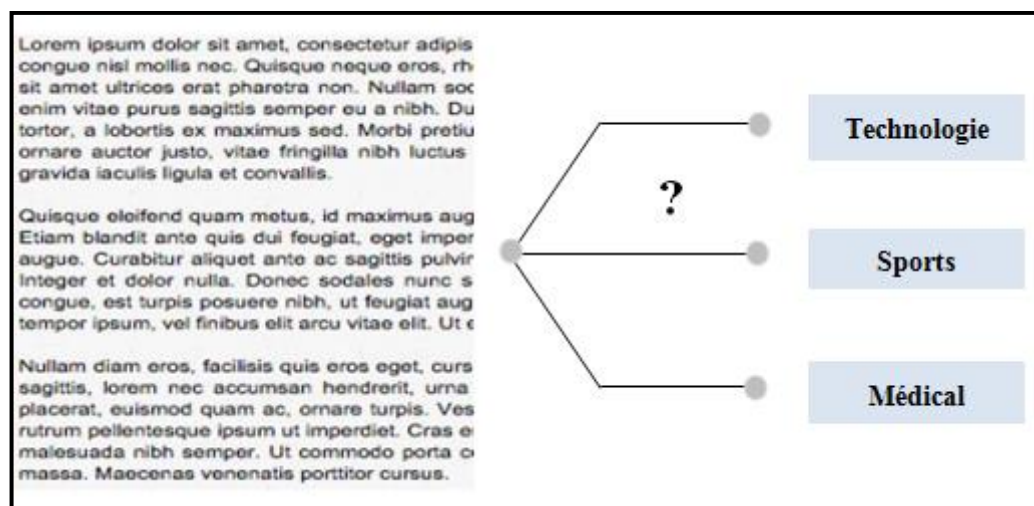 Lorem ipsum dolor sit amet, consectetur adipis
congue nisl mollis nec. Quisque neque eros, rh
sit amet ultrices erat pharetra non. Nullam soc
enim vitae purus sagittis semper eu a nibh. Du
tortor, a lobortis ex maximus sed. Morbi pretiu
ornare auctor justo, vitae fringilla nibh luctus
gravida iaculis ligula et convallis.
Quisque eleifend quam metus, id maximus aug
Etiam blandit ante quis dui feugiat, eget imper
augue. Curabitur aliquet ante ac sagittis pulvir
Integer et dolor nulla. Donec sodales nunc s
congue, est turpis posuere nibh, ut feugiat aug
tempor ipsum, vel finibus elit arcu vitae elit. Ut e
Nullam diam eros, facilisis quis eros eget, curs
sagittis, lorem nec accumsan hendrerit, urna
placerat, euismod quam ac, ornare turpis. Ves
rutrum pellentesque ipsum ut imperdiet. Cras e
malesuada nibh semper. Ut commodo porta c
massa. Maecenas venenatis porttitor cursus.
?
Technologie
Sports
Médical